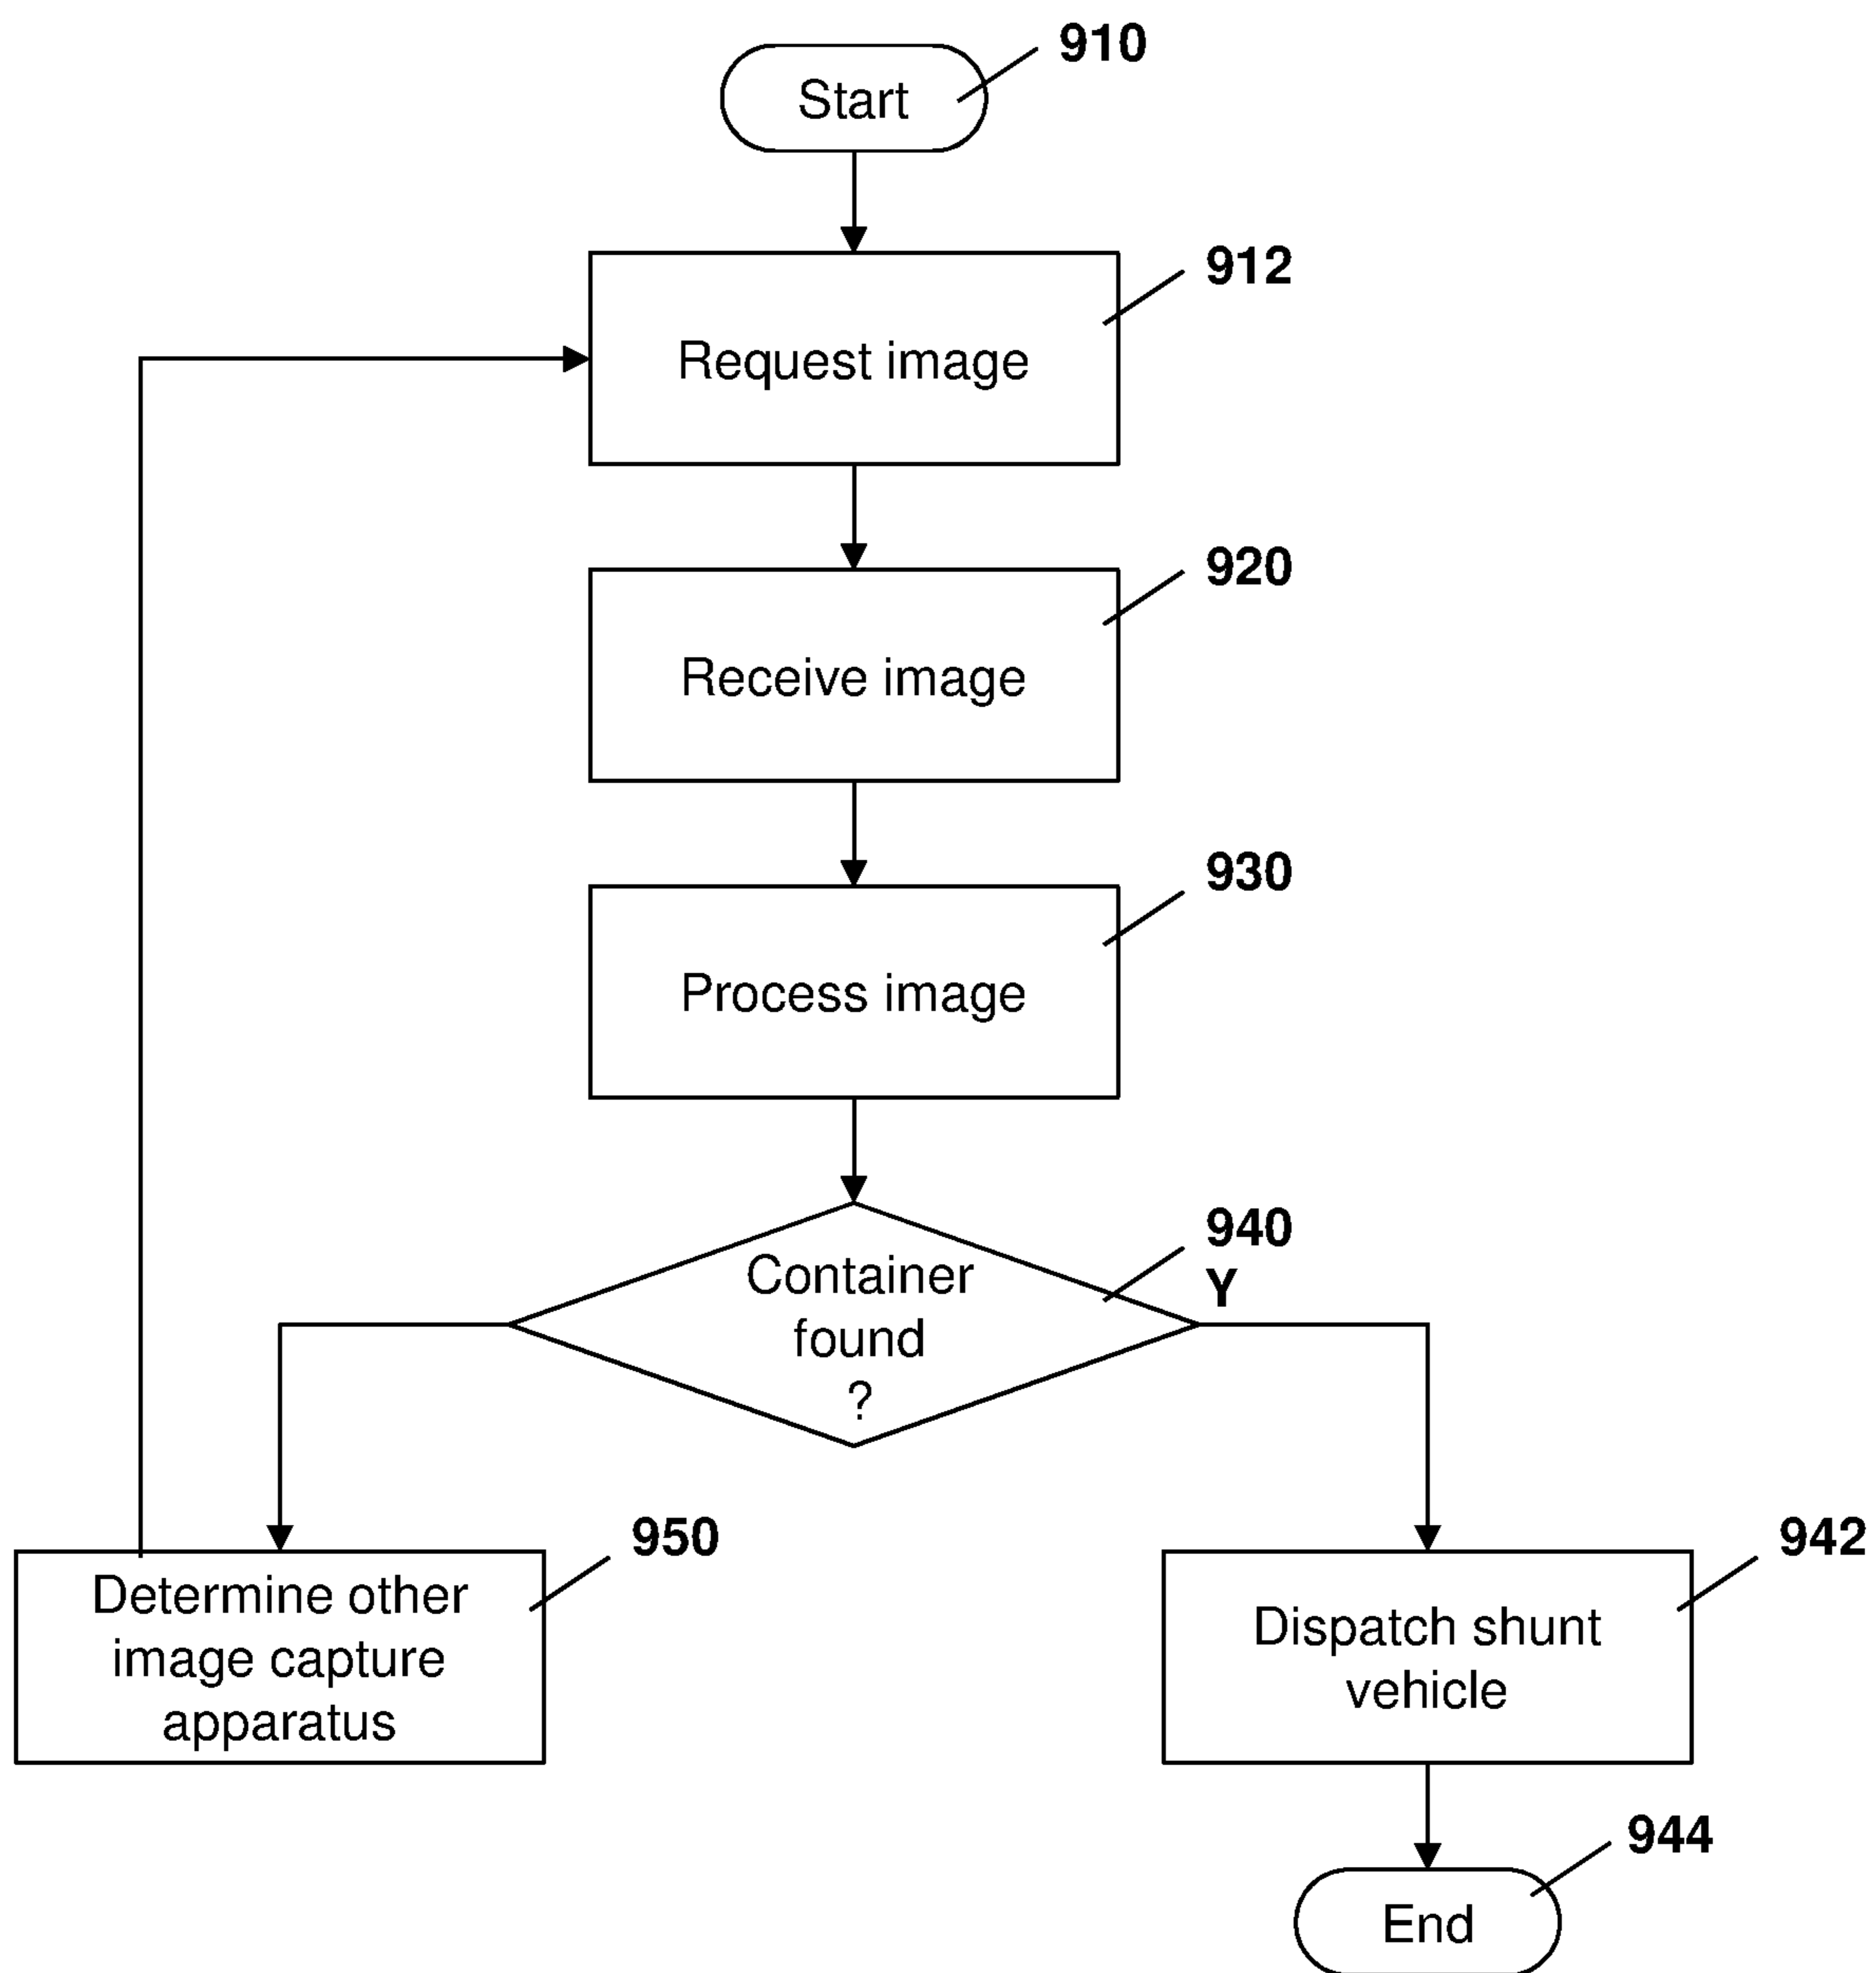 910
Start
912
Request image
920
Receive image
930
Process image
940
Y
Container
found
?
950
Determine other
image capture
apparatus
942
Dispatch shunt
vehicle
944
End